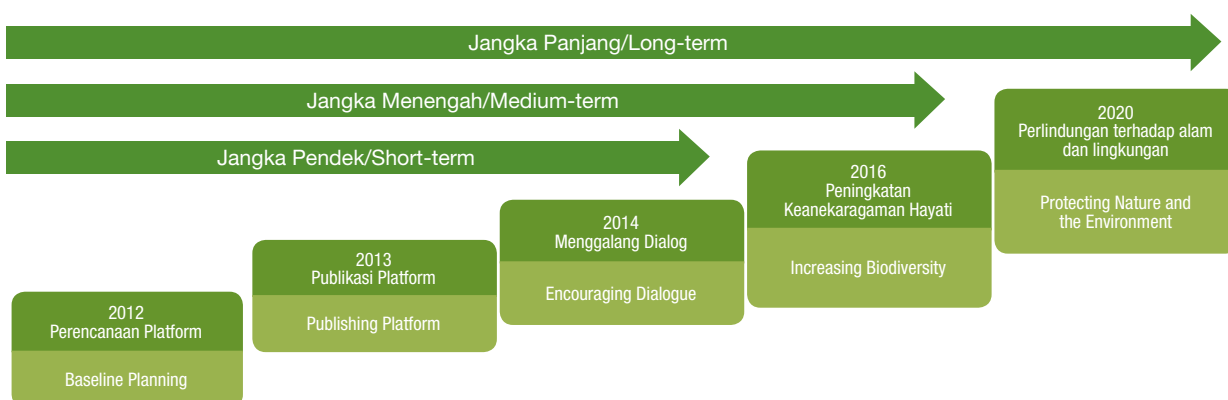 Jangka Panjang/Long-term
Jangka Menengah/Medium-term
Jangka Pendek/Short-term
2012
Perencanaan Platform
Baseline Planning
2013
Publikasi Platform
Publishing Platform
2014
Menggalang Dialog
Encouraging Dialogue
2016
Peningkatan
Keanekaragaman Hayati
Increasing Biodiversity
2020
Perlindungan terhadap alam
dan lingkungan
Protecting Nature and
the Environment